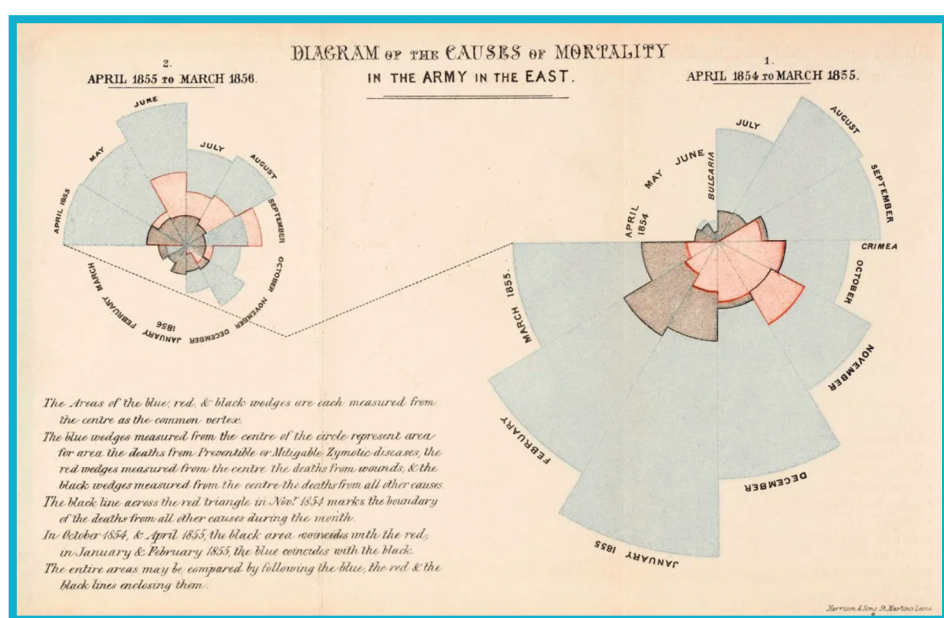 DIAGRAM OF THE CAUSES OF MORTALITY
IN THE ARMY IN THE EAST.
2.
APRIL 1855 TO MARCH 1856.
1.
APRIL 1854 TO MARCH 1855.
APRIL 1855
MAY
JUNE
JULY
AUGUST
SEPTEMBER
OCTOBER
NOVEMBER
DECEMBER
JANUARY
1856
FEBRUARY
MARCH
APRIL
1854
MAY
JUNE
BULGARIA
JULY
AUGUST
SEPTEMBER
CRIMEA
OCTOBER
NOVEMBER
DECEMBER
JANUARY 1855
FEBRUARY
MARCH 1855.
The Areas of the blue, red, & black wedges are each measured from
the centre as the common vertex.
The blue wedges measured from the centre of the circle represent area
for area the deaths from Preventible or Mitigable Zymotic diseases, the
red wedges measured from the centre the deaths from wounds, & the
black wedges measured from the centre the deaths from all other causes.
The black line across the red triangle in Novr. 1854 marks the boundary
of the deaths from all other causes during the month.
In October 1854, & April 1855, the black area coincides with the red,
in January & February 1855, the blue coincides with the black.
The entire areas may be compared by following the blue, the red & the
black lines enclosing them.
Harrison & Sons, St. Martin's Lane.